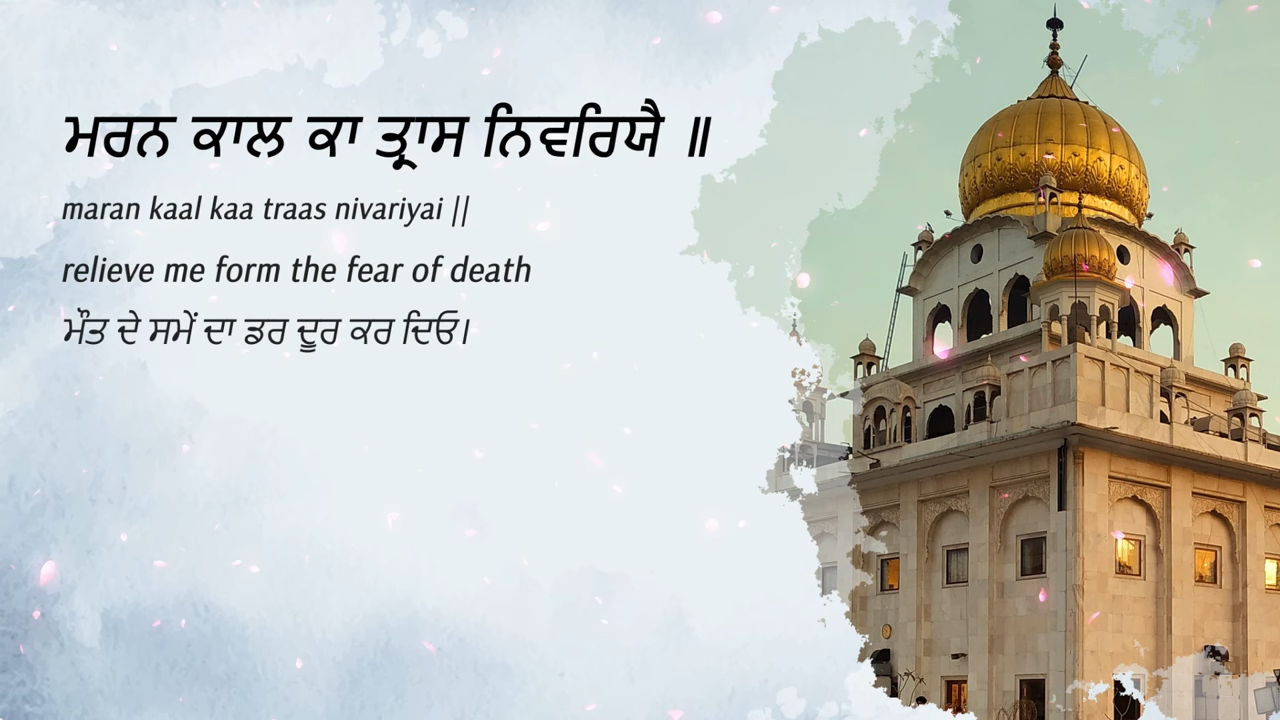 ਮਰਨ ਕਾਲ ਕਾ ਤ੍ਰਾਸ ਨਿਵਰਿਯੈ ॥
maran kaal kaa traas nivariyai ||
relieve me form the fear of death
ਮੌਤ ਦੇ ਸਮੇਂ ਦਾ ਡਰ ਦੂਰ ਕਰ ਦਿਓ।